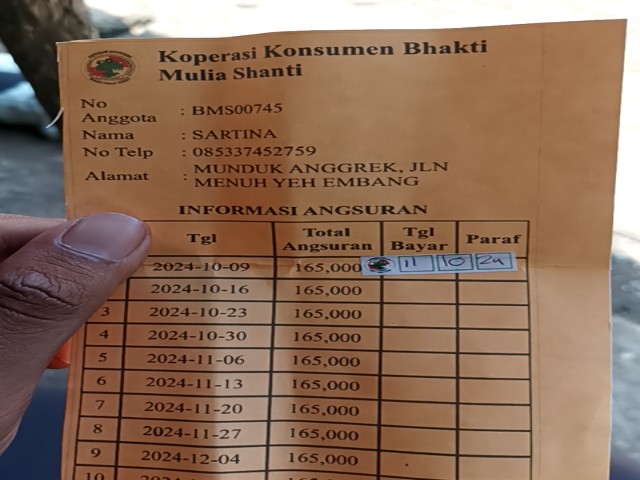 Koperasi Konsumen Bhakti
Mulia Shanti
No
Anggota : BMS00745
Nama : SARTINA
No Telp : 085337452759
Alamat : MUNDUK ANGGREK, JLN
MENUH YEH EMBANG
INFORMASI ANGSURAN
Tgl Total Angsuran Tgl Bayar Paraf
2024-10-09 165,000 11 10 24
2024-10-16 165,000
3 2024-10-23 165,000
4 2024-10-30 165,000
5 2024-11-06 165,000
6 2024-11-13 165,000
7 2024-11-20 165,000
8 2024-11-27 165,000
9 2024-12-04 165,000
10